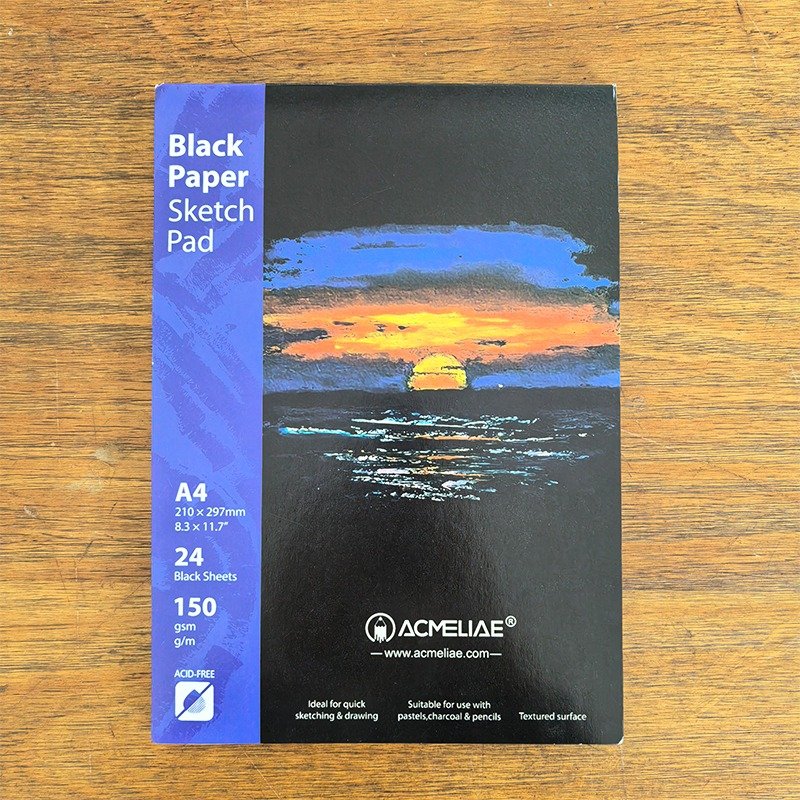 Black
Paper
Sketch
Pad
A4
210 × 297mm
8.3 × 11.7”
24
Black Sheets
150
gsm
g/m
ACID-FREE
ACMELIAE®
—www.acmeliae.com—
Ideal for quick
sketching & drawing
Suitable for use with
pastels,charcoal & pencils
Textured surface